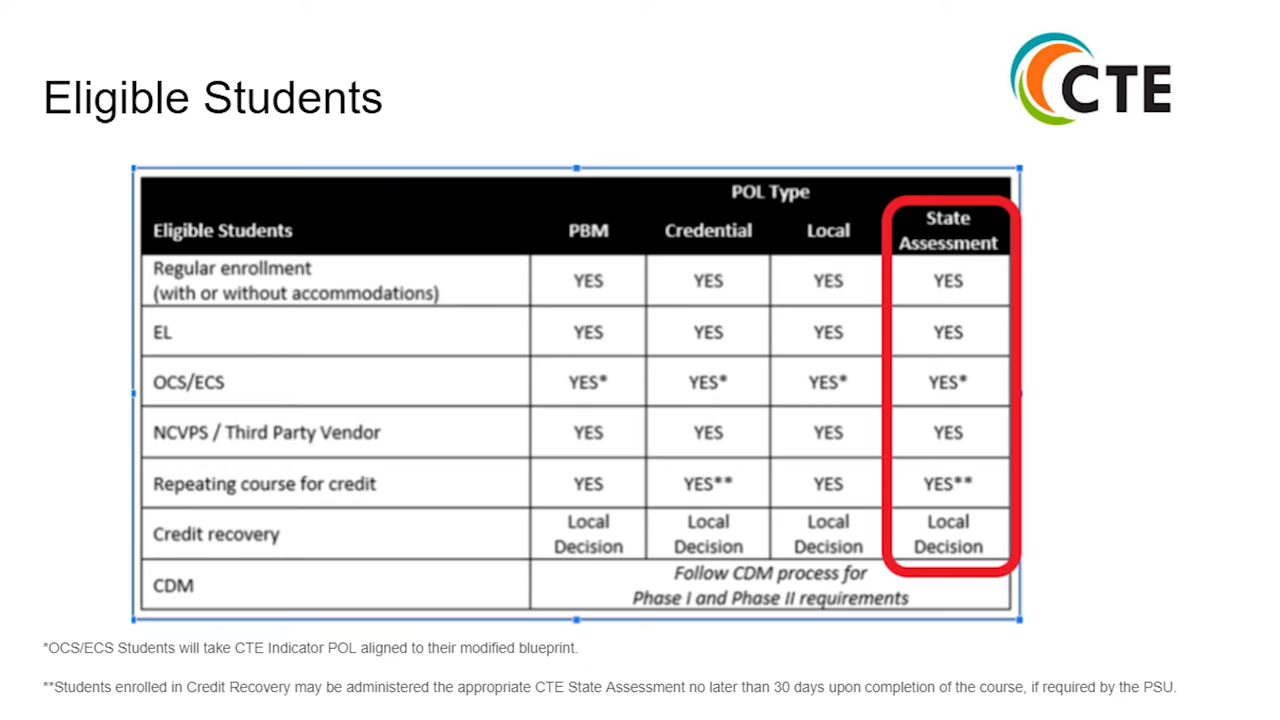 CTE
Eligible Students
POL Type
Eligible Students PBM Credential Local State Assessment
Regular enrollment
(with or without accommodations) YES YES YES YES
EL YES YES YES YES
OCS/ECS YES* YES* YES* YES*
NCVPS / Third Party Vendor YES YES YES YES
Repeating course for credit YES YES** YES YES**
Credit recovery Local Decision Local Decision Local Decision Local Decision
CDM Follow CDM process for
Phase I and Phase II requirements
*OCS/ECS Students will take CTE Indicator POL aligned to their modified blueprint.
**Students enrolled in Credit Recovery may be administered the appropriate CTE State Assessment no later than 30 days upon completion of the course, if required by the PSU.